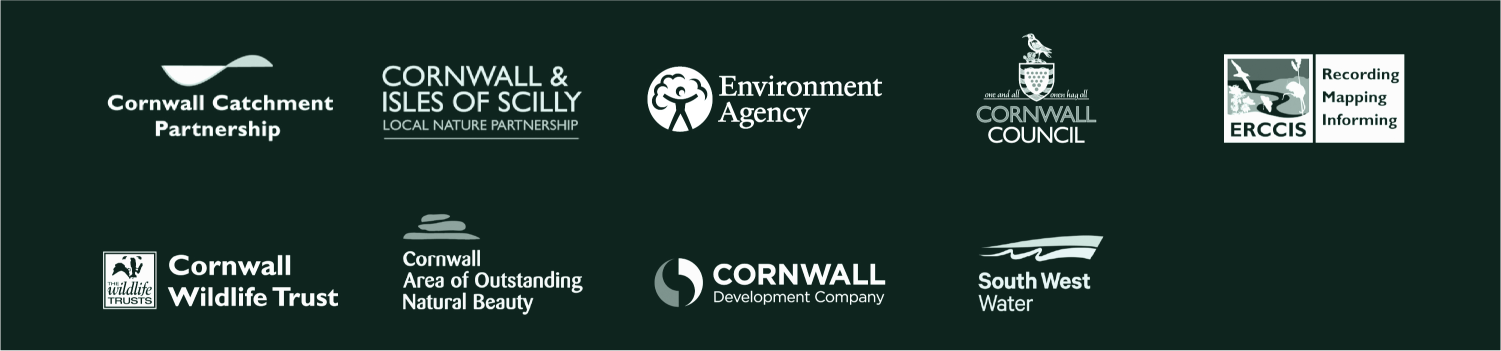 Cornwall Catchment
Partnership
CORNWALL &
ISLES OF SCILLY
LOCAL NATURE PARTNERSHIP
Environment
Agency
one and all onen hag oll
CORNWALL
COUNCIL
ERCCIS
Recording
Mapping
Informing
THE
wildlife
TRUSTS
Cornwall
Wildlife Trust
Cornwall
Area of Outstanding
Natural Beauty
CORNWALL
Development Company
South West
Water